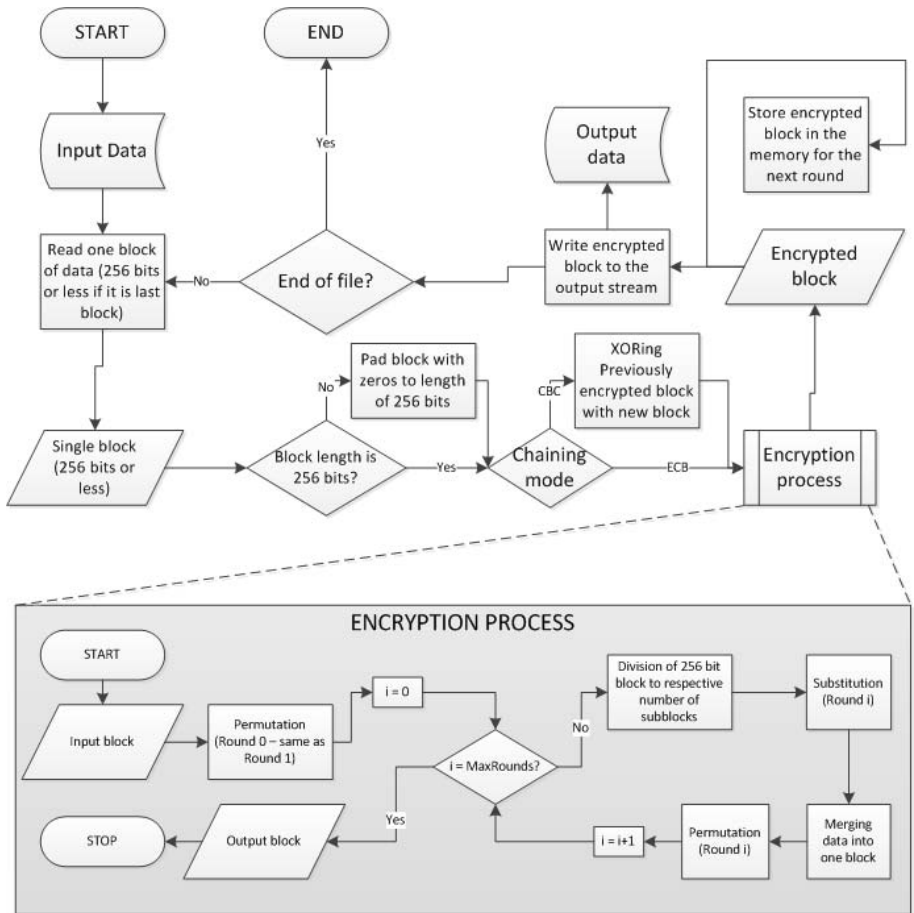 START
END
Input Data
Yes
Output
data
Store encrypted
block in the
memory for the
next round
Read one block
of data (256 bits
or less if it is last
block)
No
End of file?
Write encrypted
block to the
output stream
Encrypted
block
Pad block with
zeros to length
of 256 bits
No
XORing
Previously
encrypted block
with new block
CBC
Single block
(256 bits or
less)
Block length is
256 bits?
Yes
Chaining
mode
ECB
Encryption
process
ENCRYPTION PROCESS
START
Input block
Permutation
(Round 0 – same as
Round 1)
i = 0
i = MaxRounds?
No
Division of 256 bit
block to respective
number of
subblocks
Substitution
(Round i)
Yes
STOP
Output block
i = i+1
Permutation
(Round i)
Merging
data into
one block